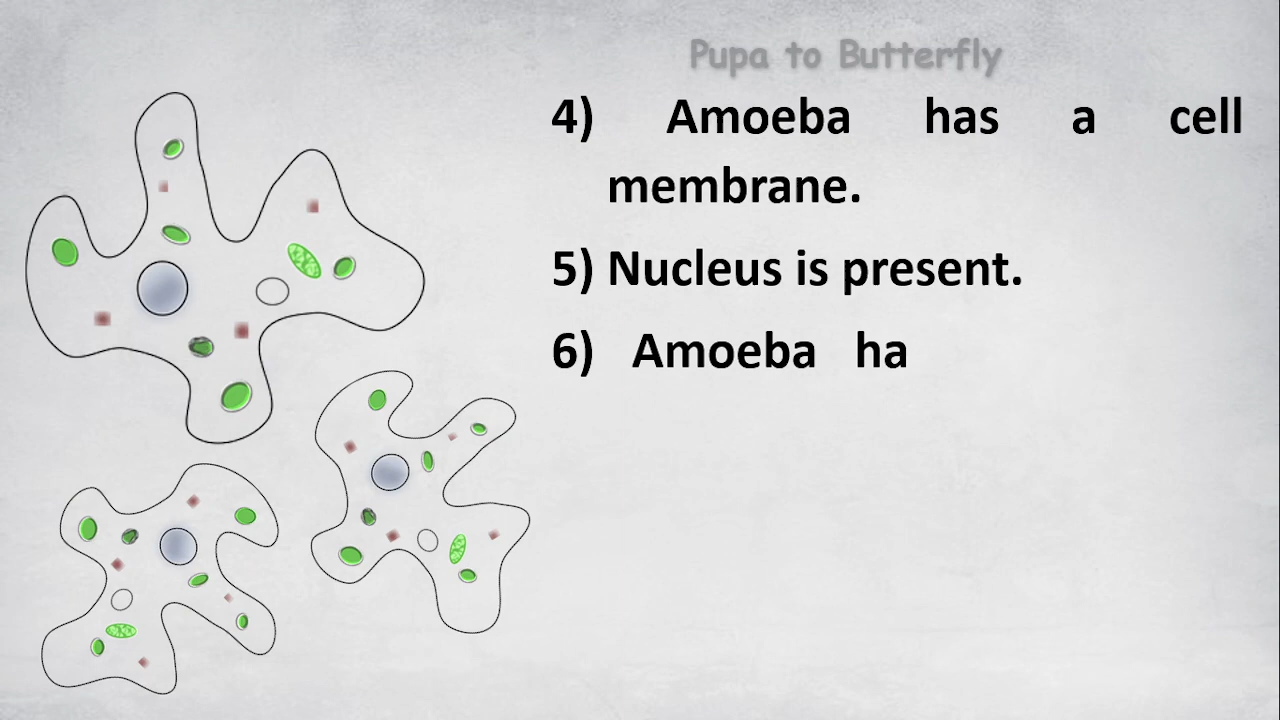 Pupa to Butterfly
4) Amoeba has a cell
membrane.
5) Nucleus is present.
6) Amoeba ha